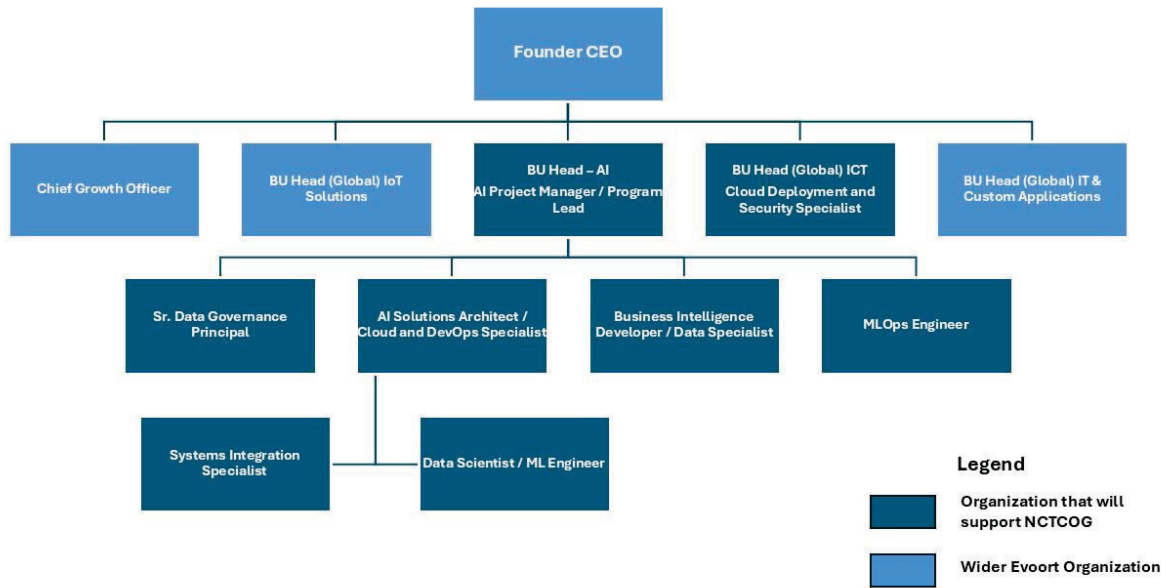 Founder CEO
Chief Growth Officer
BU Head (Global) IoT
Solutions
BU Head – AI
AI Project Manager / Program
Lead
BU Head (Global) ICT
Cloud Deployment and
Security Specialist
BU Head (Global) IT &
Custom Applications
Sr. Data Governance
Principal
AI Solutions Architect /
Cloud and DevOps Specialist
Business Intelligence
Developer / Data Specialist
MLOps Engineer
Systems Integration
Specialist
Data Scientist / ML Engineer
Legend
Organization that will
support NCTCOG
Wider Evoort Organization